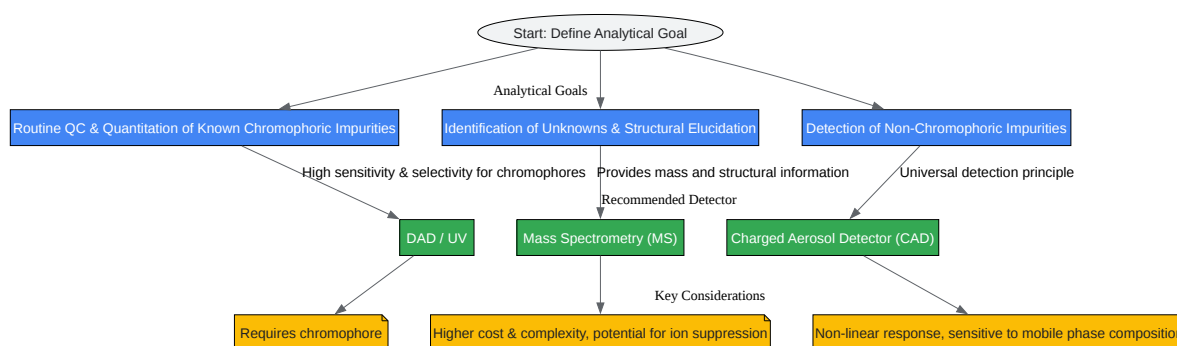 Start: Define Analytical Goal
Analytical Goals
Routine QC & Quantitation of Known Chromophoric Impurities
Identification of Unknowns & Structural Elucidation
Detection of Non-Chromophoric Impurities
High sensitivity & selectivity for chromophores
Provides mass and structural information
Universal detection principle
Recommended Detector
DAD / UV
Mass Spectrometry (MS)
Charged Aerosol Detector (CAD)
Key Considerations
Requires chromophore
Higher cost & complexity, potential for ion suppression
Non-linear response, sensitive to mobile phase composition